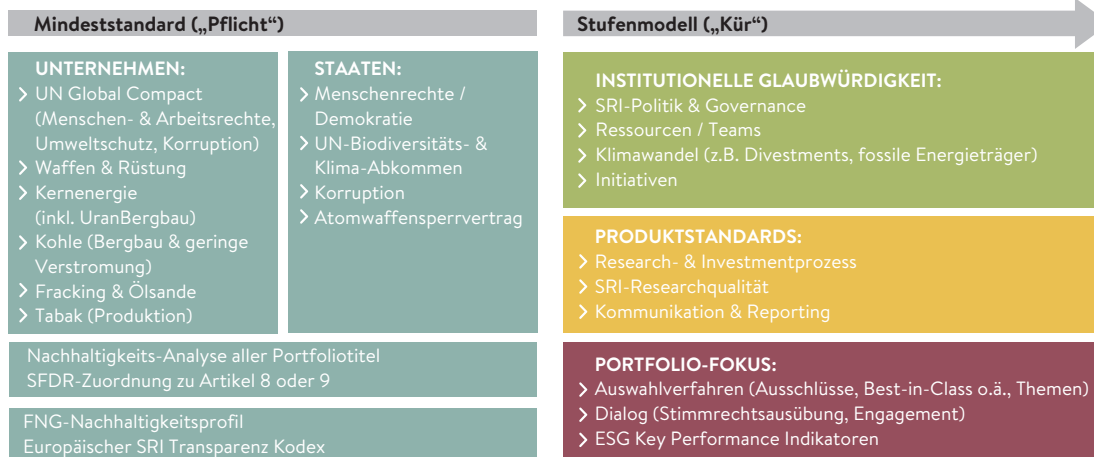 Mindeststandard („Pflicht“)
UNTERNEHMEN:
UN Global Compact
(Menschen- & Arbeitsrechte,
Umweltschutz, Korruption)
Waffen & Rüstung
Kernenergie
(inkl. UranBergbau)
Kohle (Bergbau & geringe
Verstromung)
Fracking & Ölsande
Tabak (Produktion)
STAATEN:
Menschenrechte /
Demokratie
UN-Biodiversitäts- &
Klima-Abkommen
Korruption
Atomwaffensperrvertrag
Nachhaltigkeits-Analyse aller Portfoliotitel
SFDR-Zuordnung zu Artikel 8 oder 9
FNG-Nachhaltigkeitsprofil
Europäischer SRI Transparenz Kodex
Stufenmodell („Kür“)
INSTITUTIONELLE GLAUBWÜRDIGKEIT:
SRI-Politik & Governance
Ressourcen / Teams
Klimawandel (z.B. Divestments, fossile Energieträger)
Initiativen
PRODUKTSTANDARDS:
Research- & Investmentprozess
SRI-Researchqualität
Kommunikation & Reporting
PORTFOLIO-FOKUS:
Auswahlverfahren (Ausschlüsse, Best-in-Class o.ä., Themen)
Dialog (Stimmrechtsausübung, Engagement)
ESG Key Performance Indikatoren